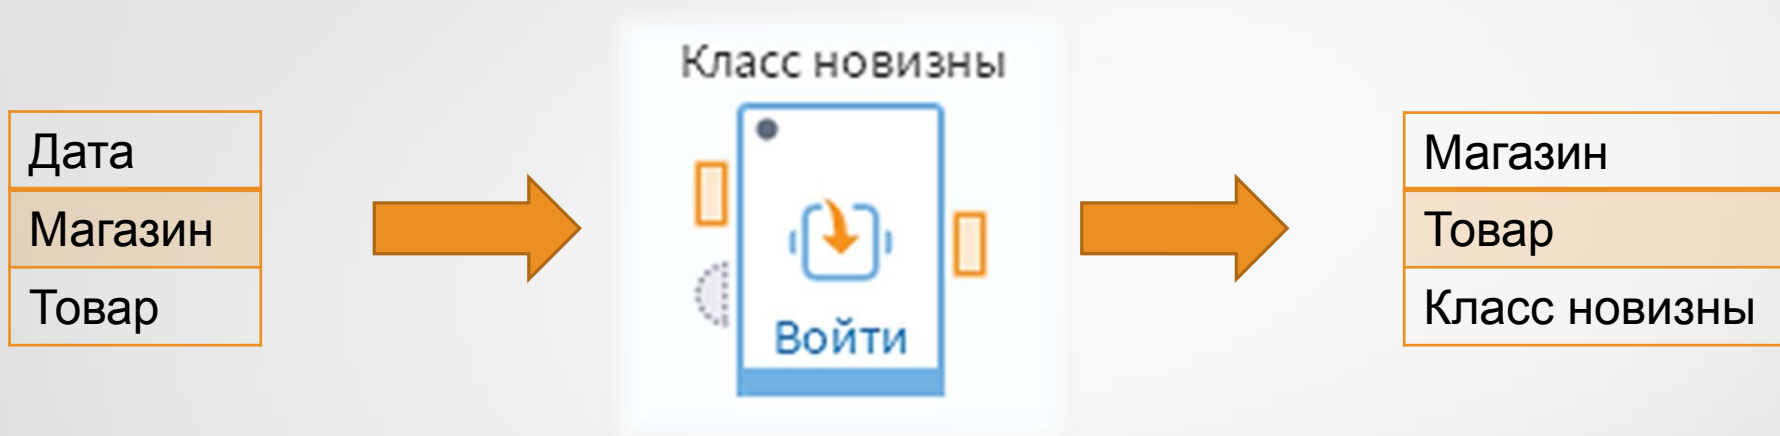 Дата
Магазин
Товар
Класс новизны
Войти
Магазин
Товар
Класс новизны